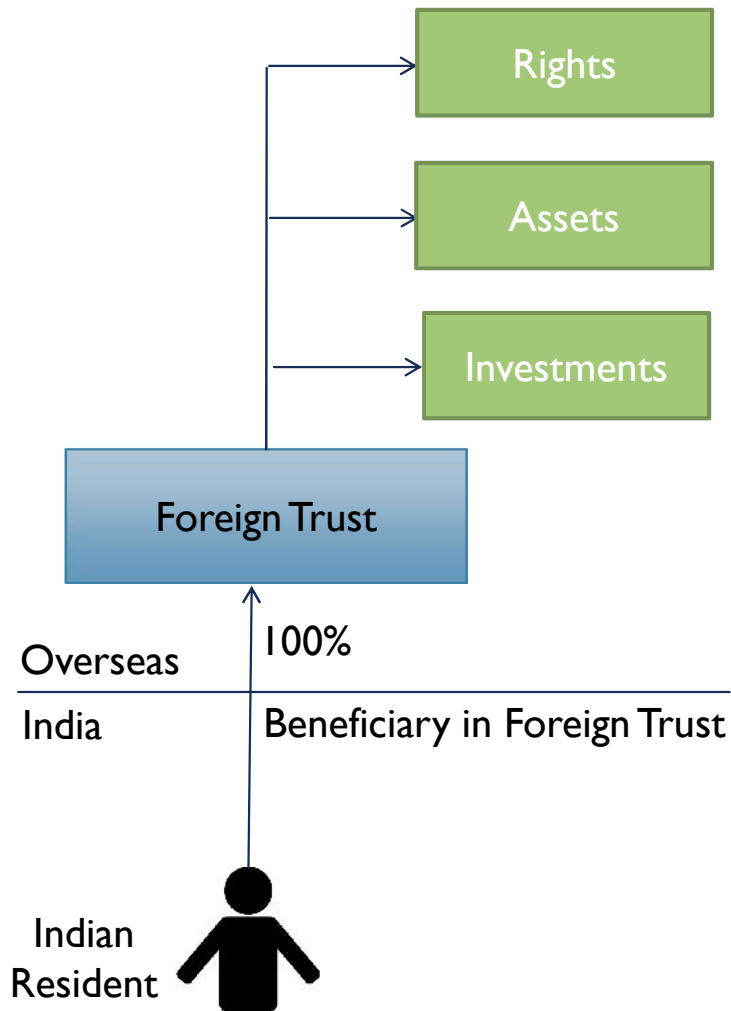 Rights
Assets
Investments
Foreign Trust
100%
Overseas
India
Beneficiary in Foreign Trust
Indian
Resident